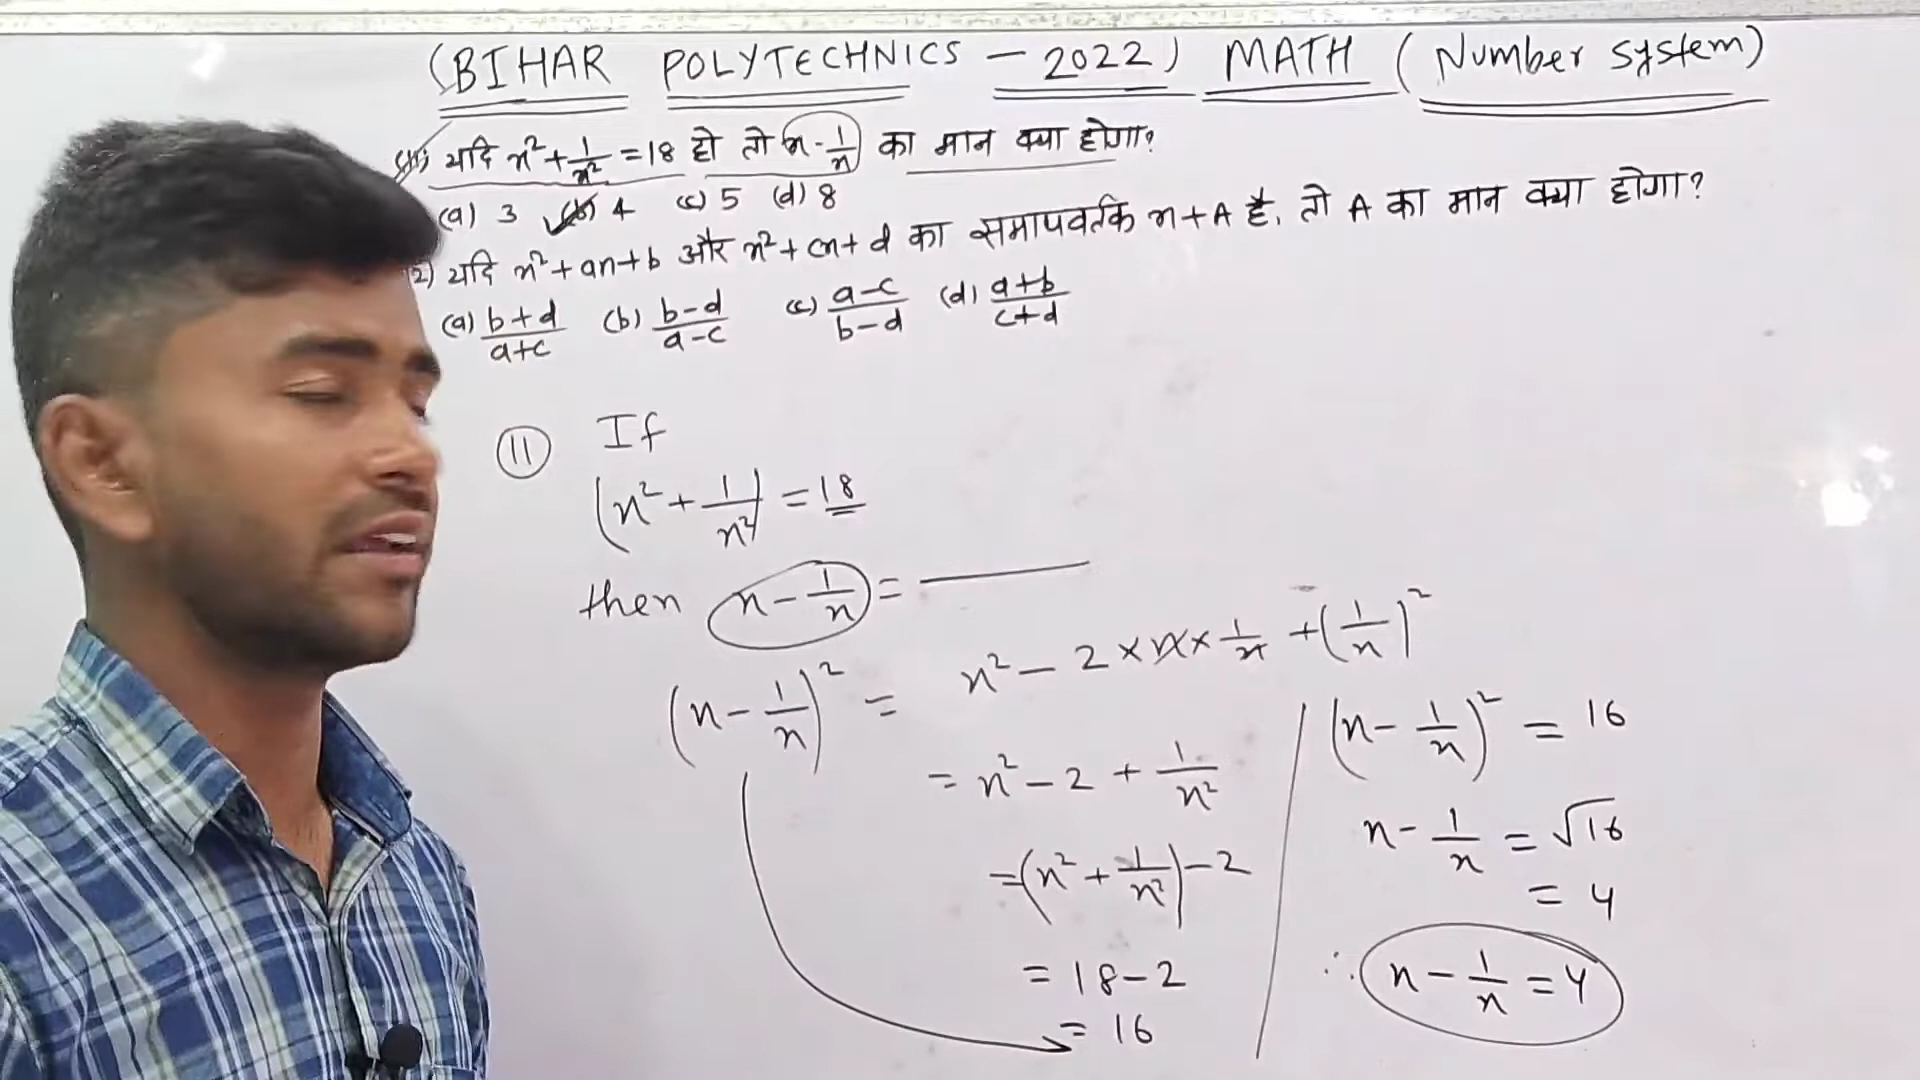 (BIHAR POLYTECHNICS – 2022) MATH (Number system)
11) यदि x²+1/x²=18 हो तो x-1/x का मान क्या होगा?
(a) 3 (b) 4 (c) 5 (d) 8
12) यदि x²+ax+b और x²+cx+d का समापवर्तक x+A है, तो A का मान क्या होगा?
(a) b+d/a+c (b) b-d/a-c (c) a-c/b-d (d) a+b/c+d
11 If
(x²+1/x²) = 18
then x-1/x = ―
(x-1/x)² = x²-2×x×1/x+(1/x)²
= x²-2+1/x²
=(x²+1/x²)-2
= 18-2
= 16
(x-1/x)² = 16
x-1/x = √16
= 4
∴ x-1/x = 4